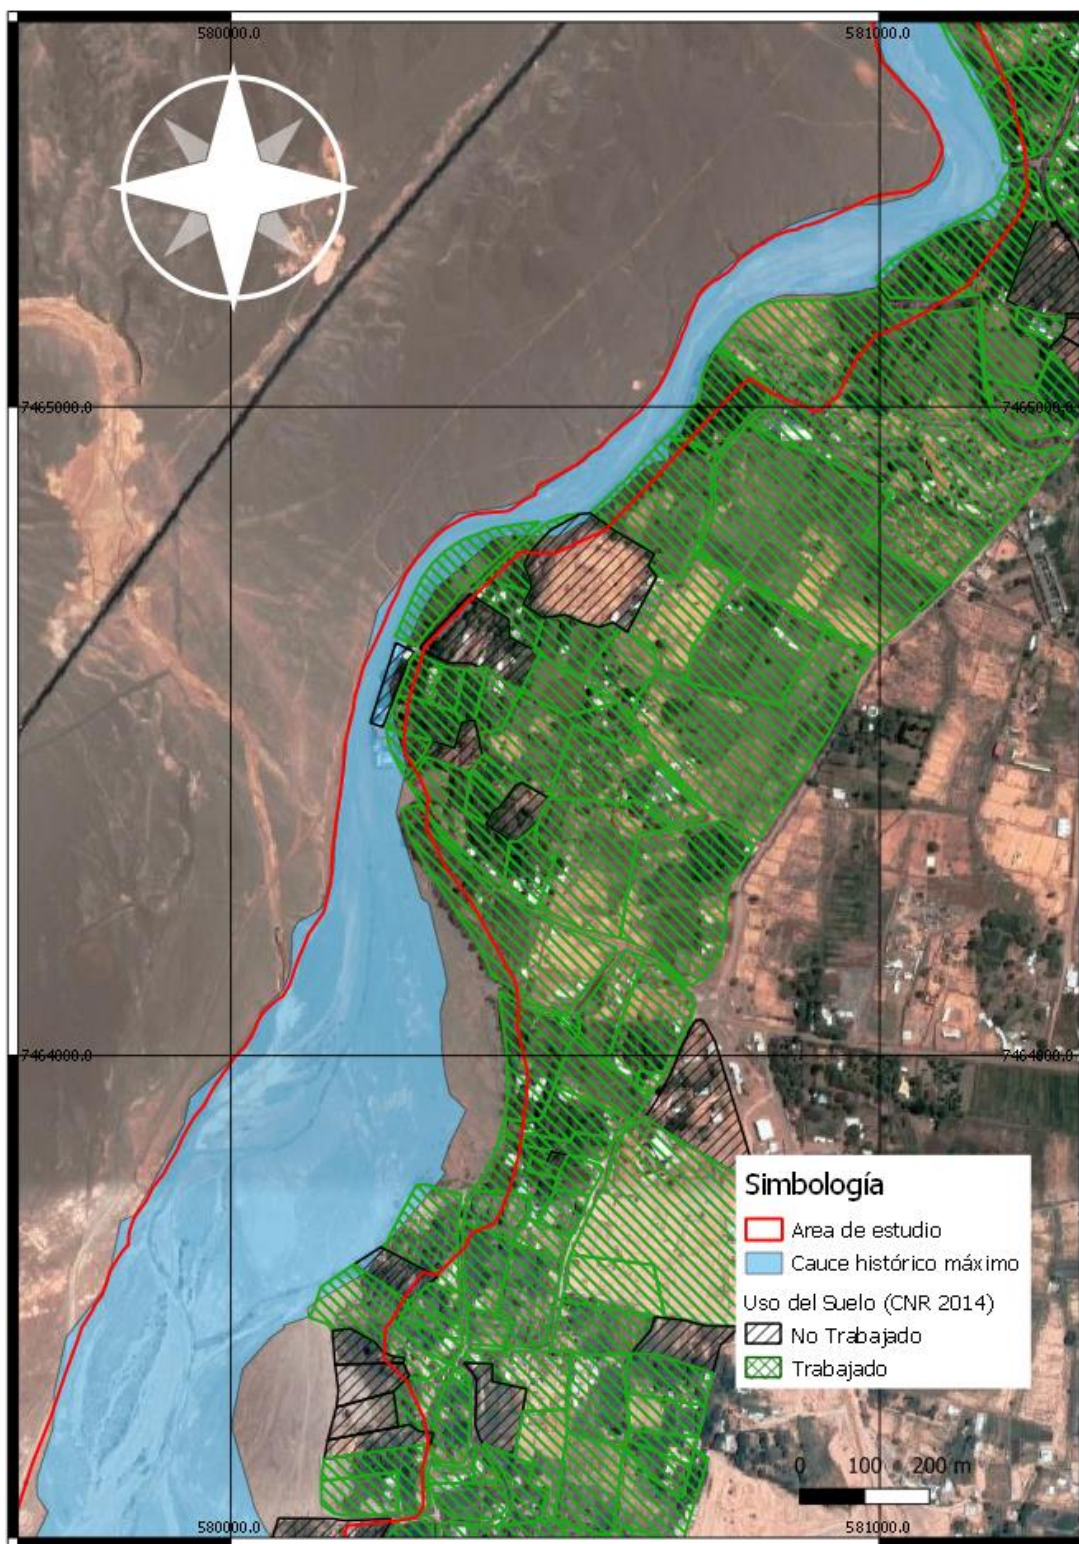 580000.0 581000.0
7465000.0 7465000.0
7464000.0 7464000.0
Simbología
Area de estudio
Cauce histórico máximo
Uso del Suelo (CNR 2014)
No Trabajado
Trabajado
0 100 200 m
580000.0 581000.0